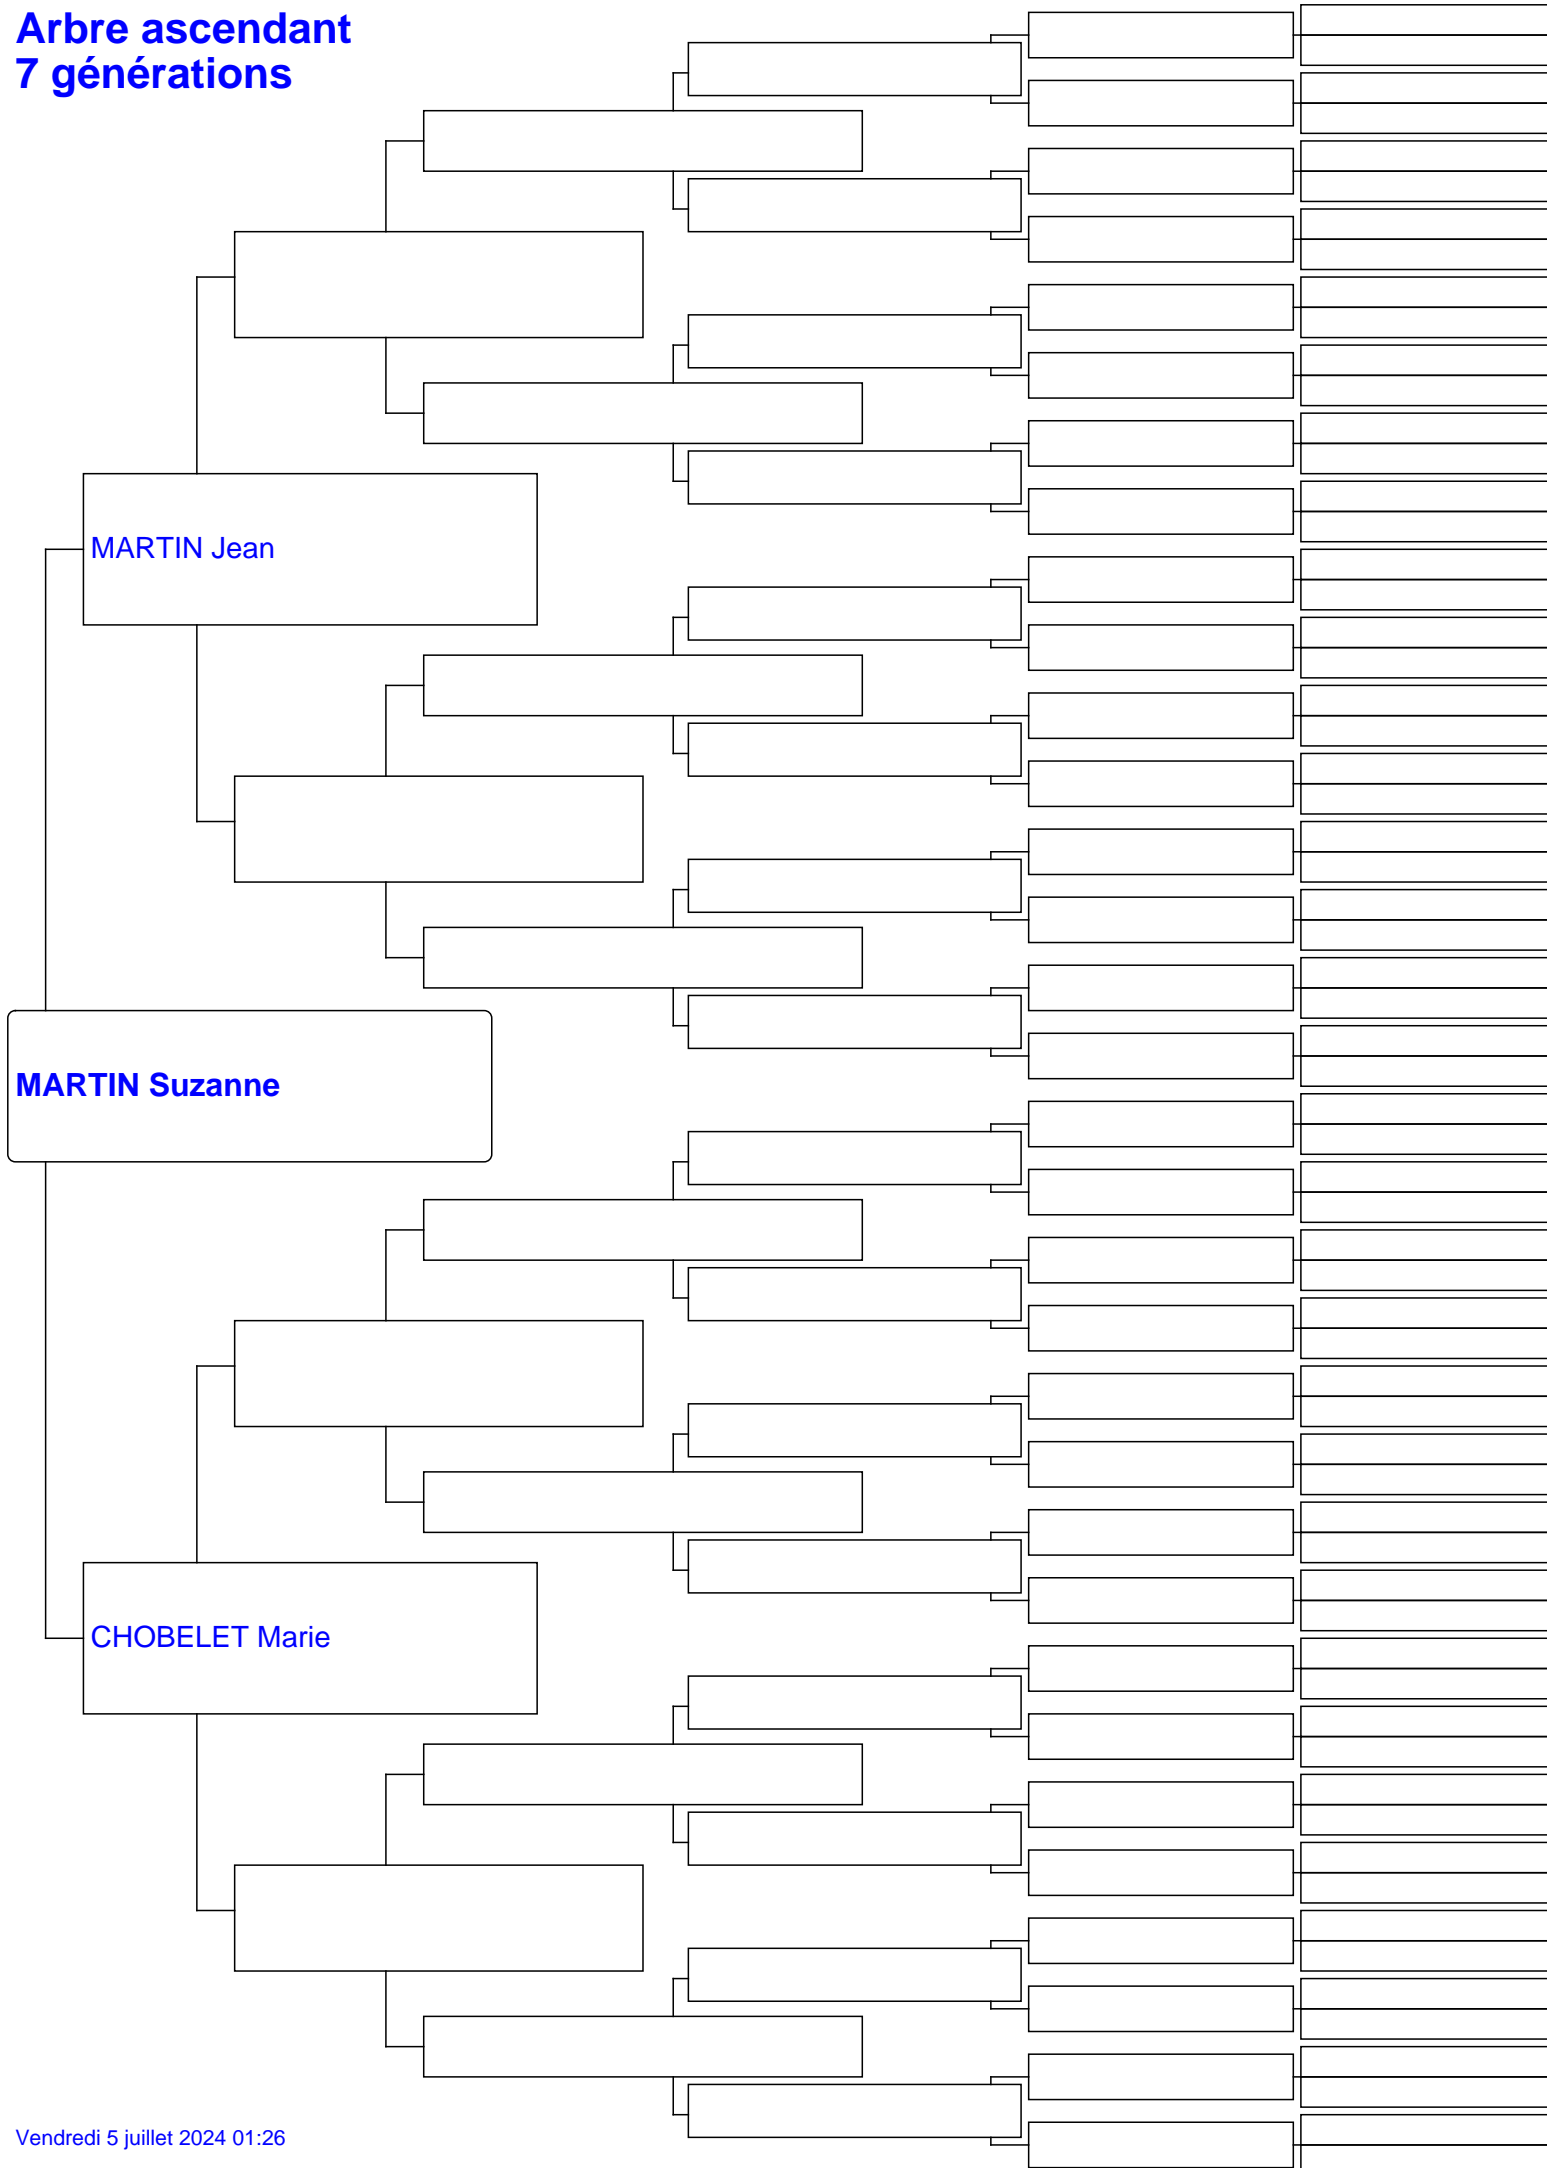 Arbre ascendant
7 générations
MARTIN Jean
MARTIN Suzanne
CHOBELET Marie
Vendredi 5 juillet 2024 01:26